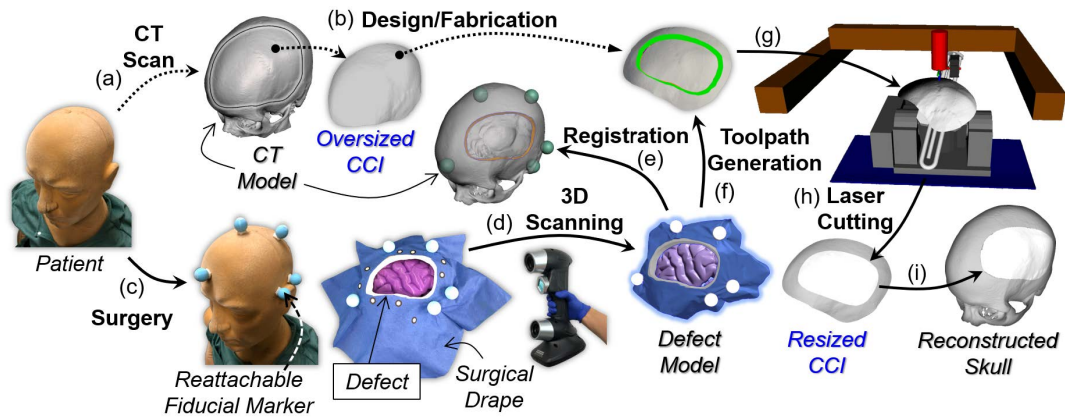 (a)
CT
Scan
(b)
Design/Fabrication
(g)
Oversized
CCI
CT
Model
Registration
(e)
Toolpath
Generation
(f)
Patient
(c)
Surgery
Reattachable
Fiducial Marker
(d)
3D
Scanning
Defect
Surgical
Drape
Defect
Model
(h)
Laser
Cutting
(i)
Resized
CCI
Reconstructed
Skull